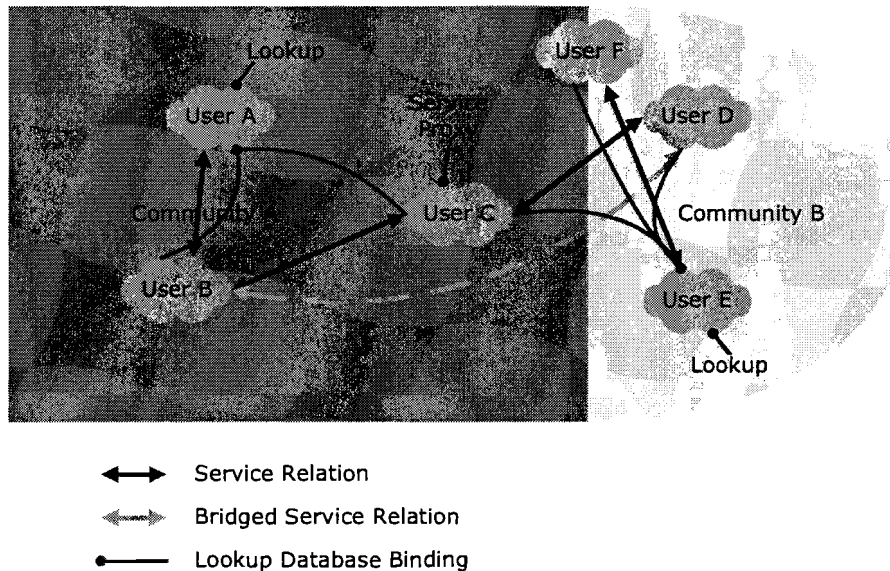 Lookup
User F
User A
User D
Service
Proxy
Community
User C
Community B
User B
User E
Lookup
Service Relation
Bridged Service Relation
Lookup Database Binding